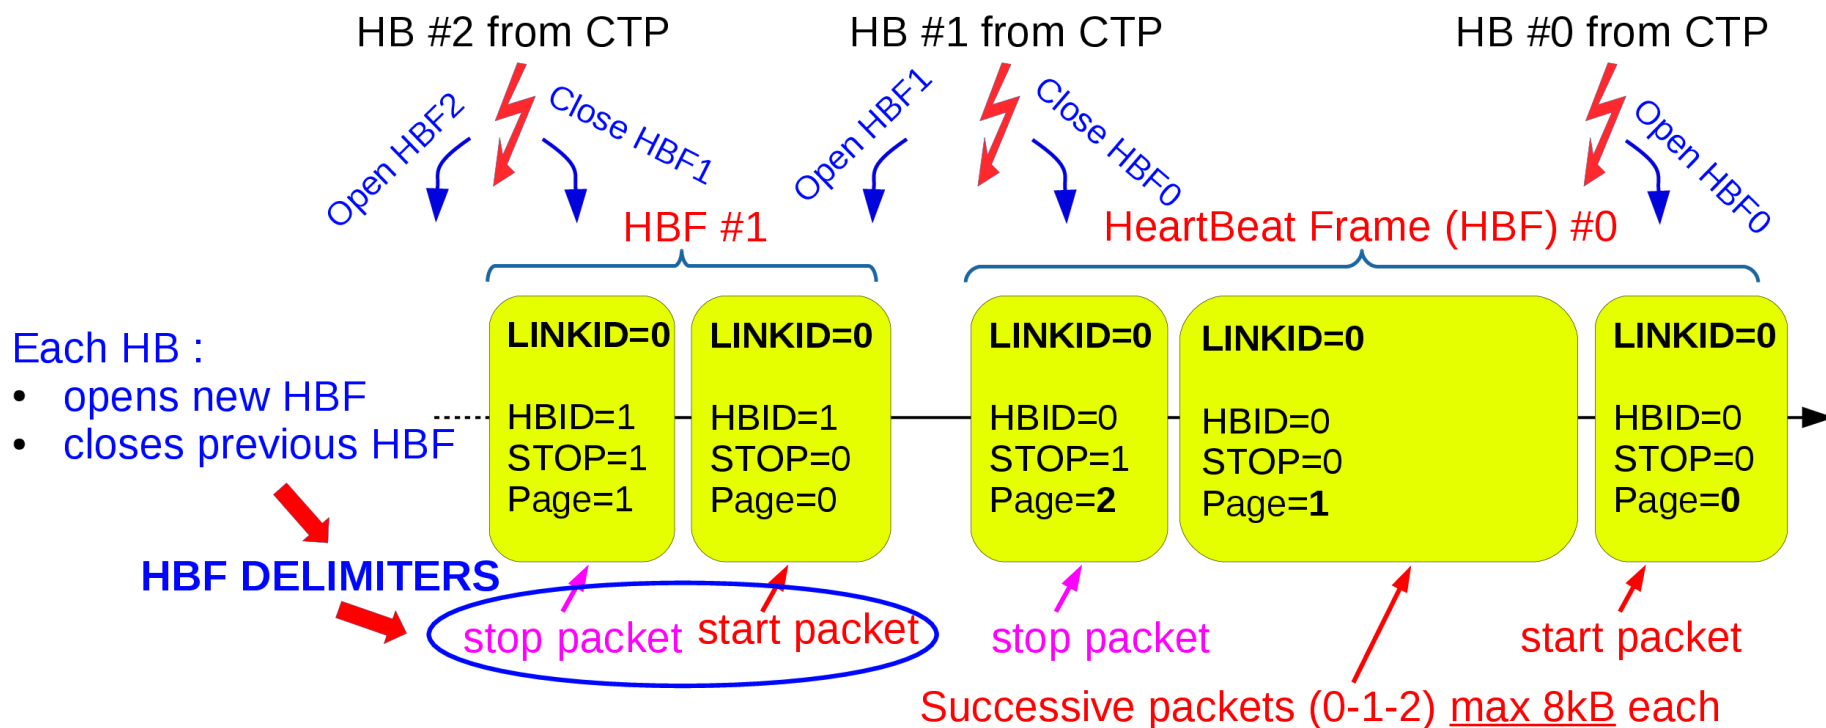 HB #2 from CTP
HB #1 from CTP
HB #0 from CTP
Open HBF2
Close HBF1
Open HBF1
Close HBF0
Open HBF0
HBF #1
HeartBeat Frame (HBF) #0
Each HB :
• opens new HBF
• closes previous HBF
HBF DELIMITERS
LINKID=0
HBID=1
STOP=1
Page=1
LINKID=0
HBID=1
STOP=0
Page=0
LINKID=0
HBID=0
STOP=1
Page=2
LINKID=0
HBID=0
STOP=0
Page=1
LINKID=0
HBID=0
STOP=0
Page=0
stop packet
start packet
stop packet
start packet
Successive packets (0-1-2) max 8kB each